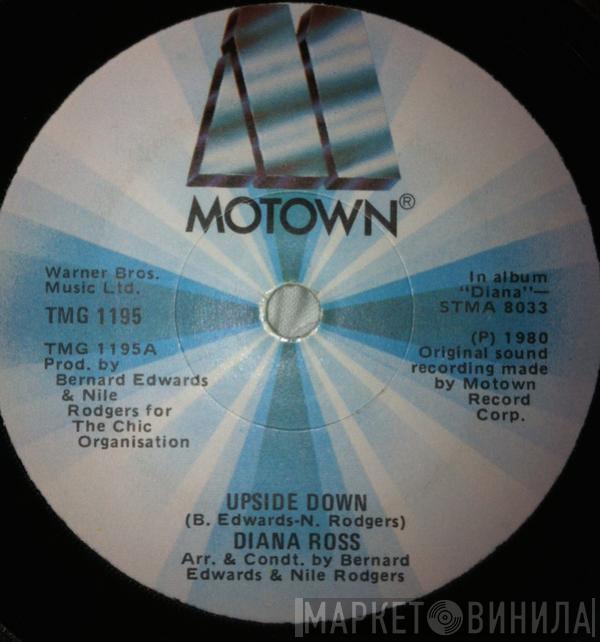 MOTOWN®
Warner Bros.
Music Ltd.
TMG 1195
TMG 1195A
Prod. by
Bernard Edwards
& Nile
Rodgers for
The Chic
Organisation
In album
"Diana"—
STMA 8033
(P) 1980
Original sound
recording made
by Motown
Record
Corp.
UPSIDE DOWN
(B. Edwards-N. Rodgers)
DIANA ROSS
Arr. & Condt. by Bernard
Edwards & Nile Rodgers
МАРКЕТ ВИНИЛА